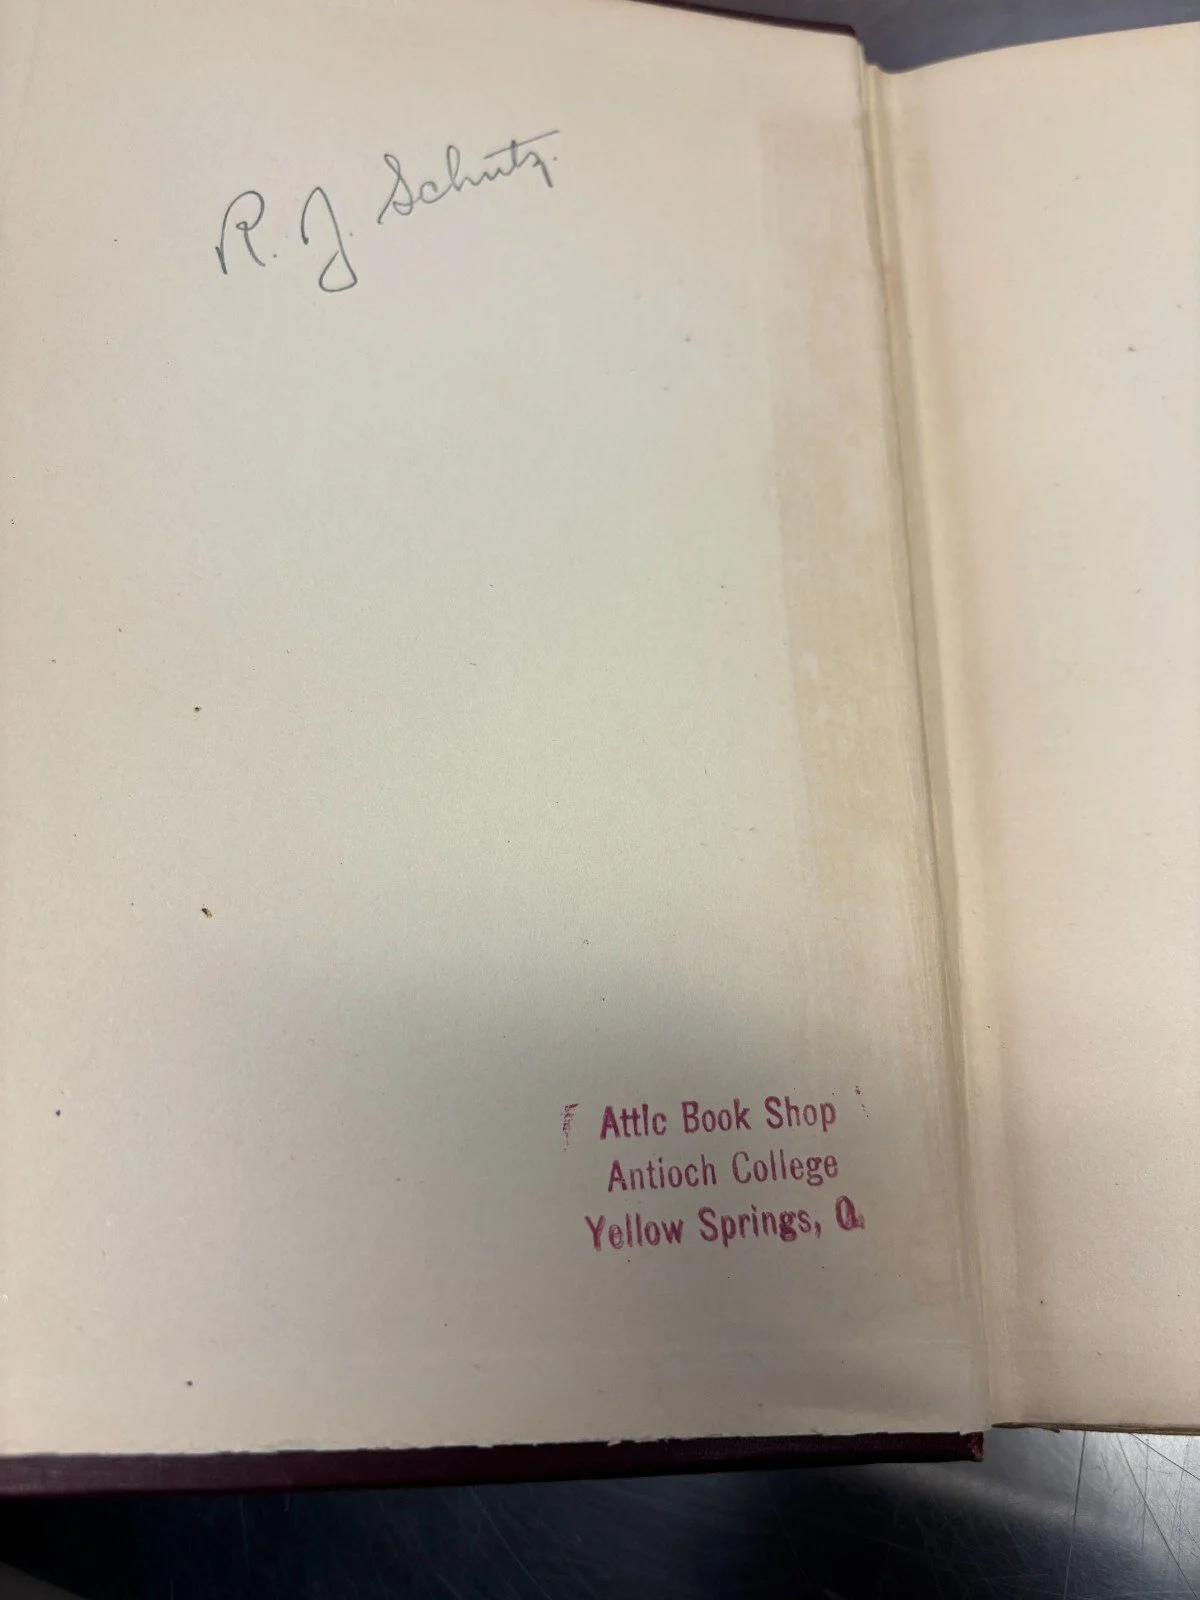 R. J. Schutz.
Attic Book Shop
Antioch College
Yellow Springs, O.